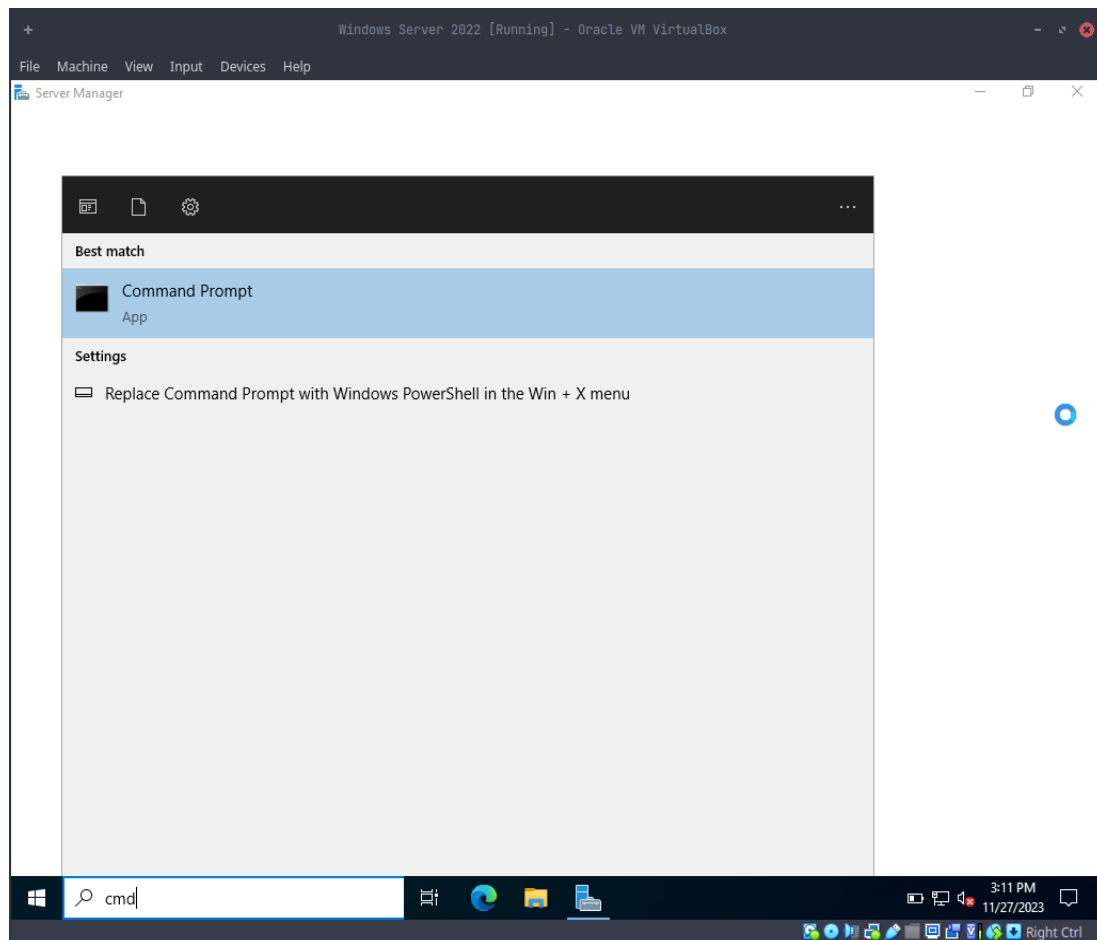 Windows Server 2022 [Running] - Oracle VM VirtualBox
File Machine View Input Devices Help
Server Manager
Best match
Command Prompt
App
Settings
Replace Command Prompt with Windows PowerShell in the Win + X menu
cmd
3:11 PM
11/27/2023
Right Ctrl